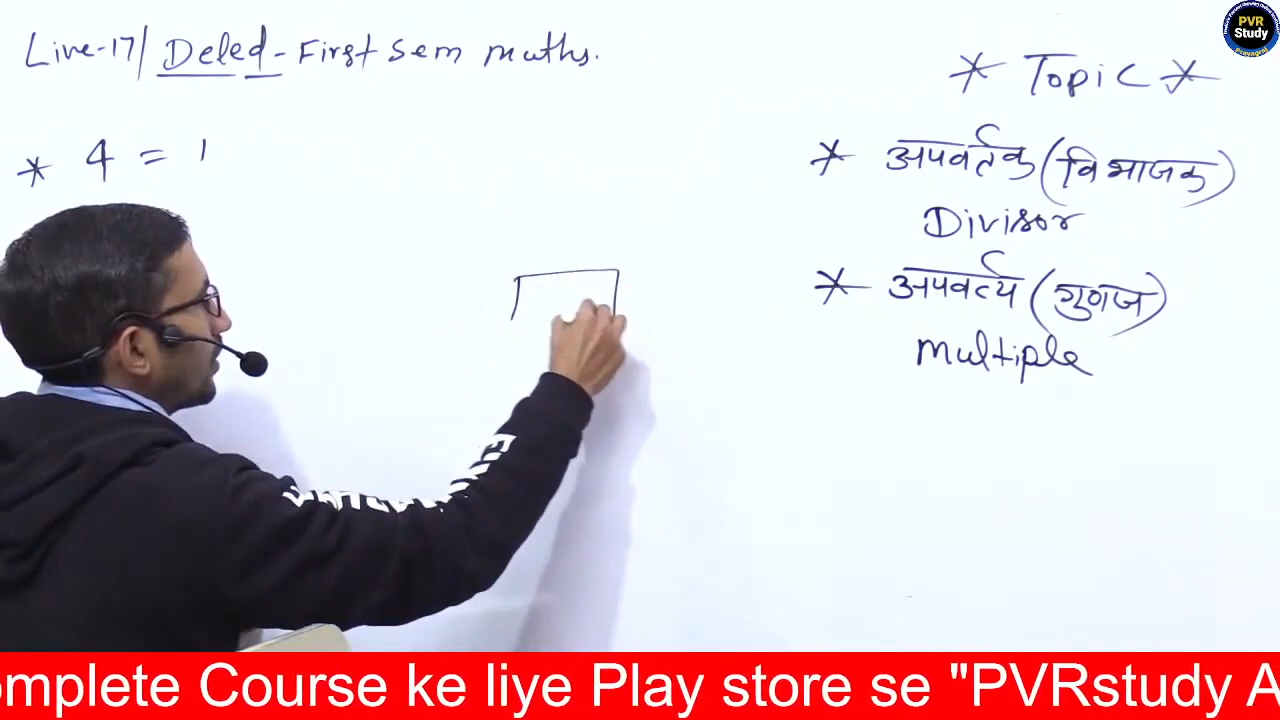 Live-17/ Deled-First Sem maths.
* Topic *
* 4 = 1
* अपवर्तक (विभाजक)
Divisor
* अपवर्त्य (गुणज)
Multiple
PVR
Study
Prayagraj
omplete Course ke liye Play store se "PVRstudy A